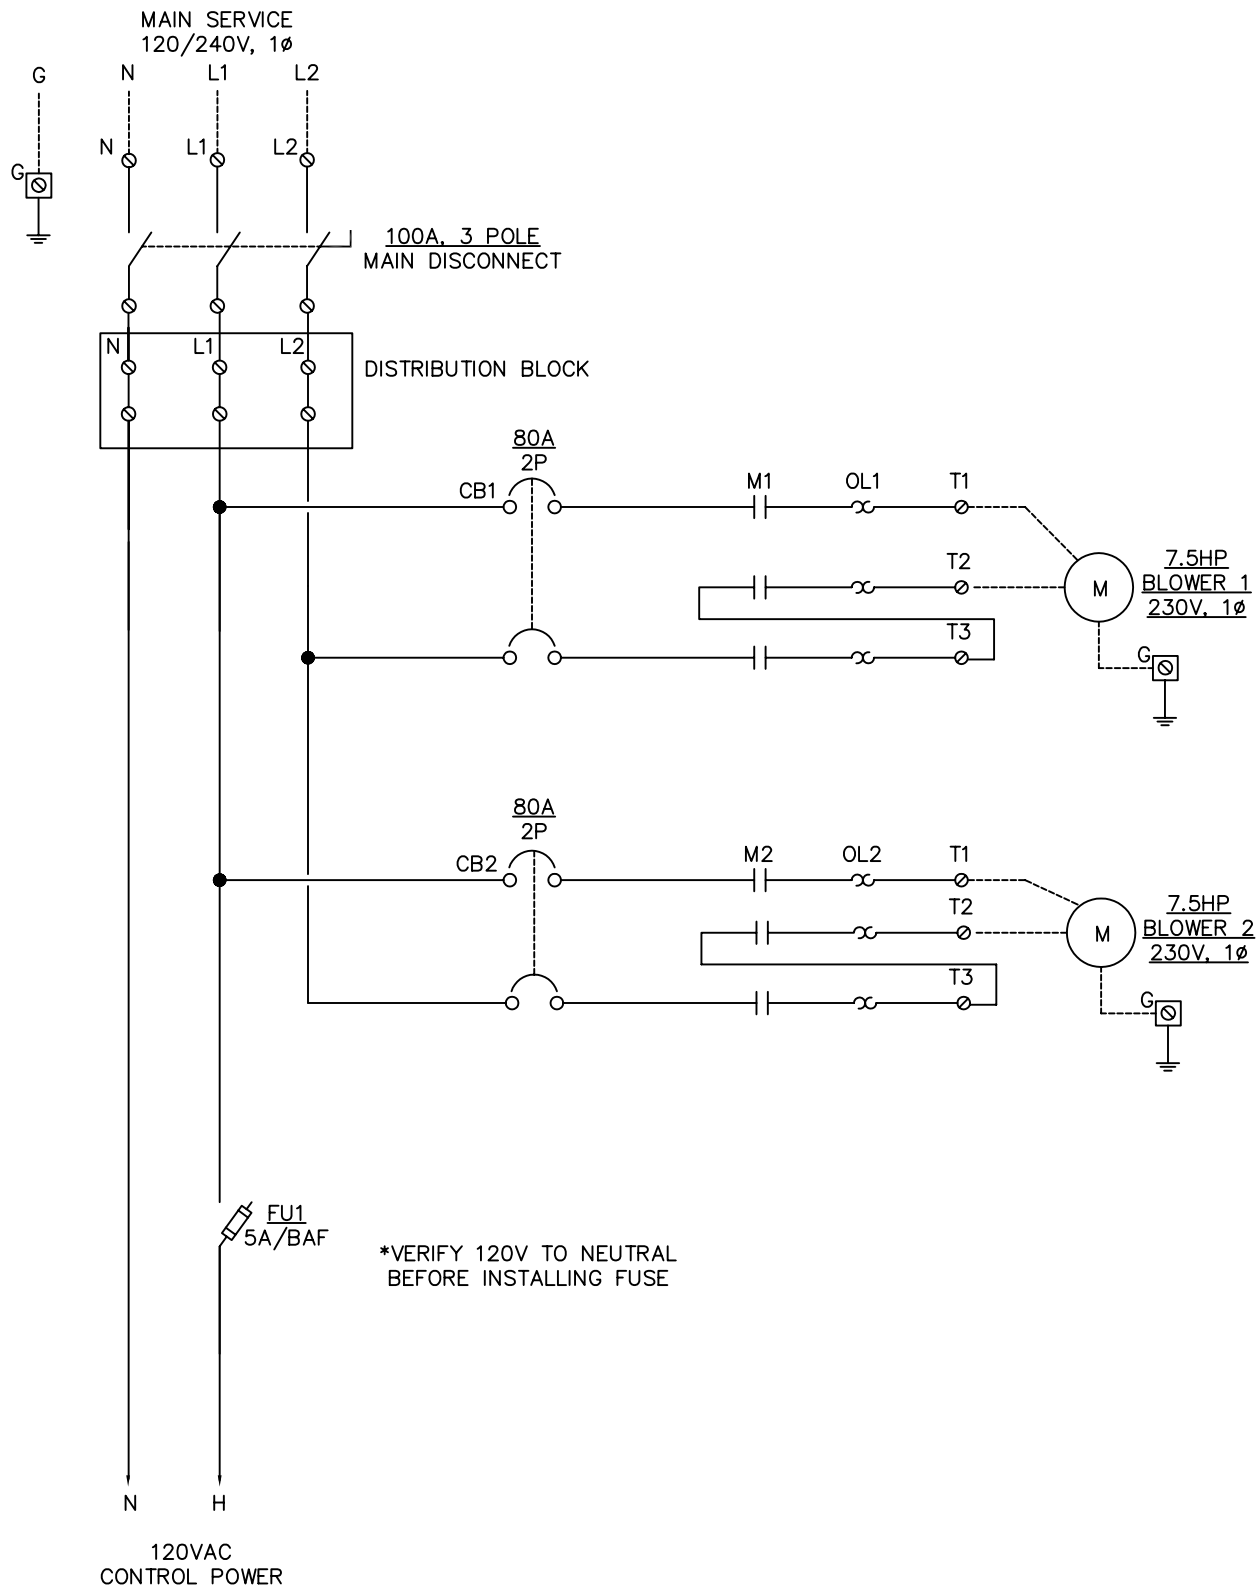 MAIN SERVICE
120/240V, 1ø
G
N
L1
L2
N
L1
L2
G
100A, 3 POLE
MAIN DISCONNECT
N
L1
L2
DISTRIBUTION BLOCK
80A
2P
CB1
M1
OL1
T1
T2
T3
M
7.5HP
BLOWER 1
230V, 1ø
G
80A
2P
CB2
M2
OL2
T1
T2
T3
M
7.5HP
BLOWER 2
230V, 1ø
G
FU1
5A/BAF
*VERIFY 120V TO NEUTRAL
BEFORE INSTALLING FUSE
N
H
120VAC
CONTROL POWER